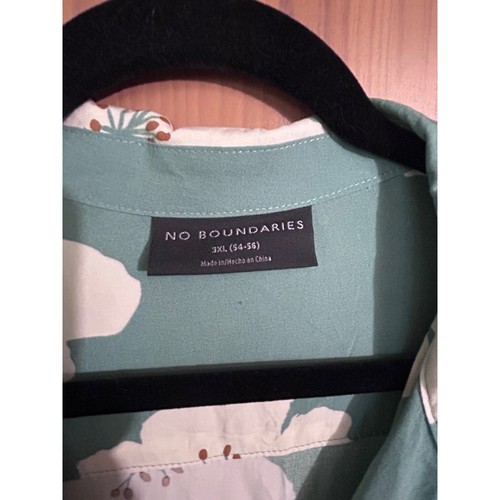 NO BOUNDARIES
3XL (54-56)
Made in/Hecho en China